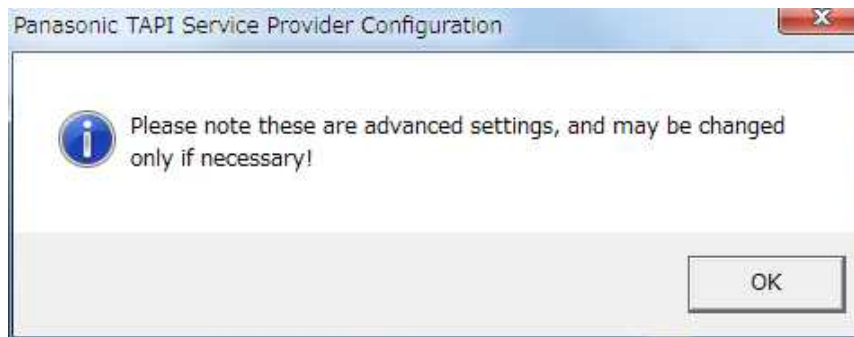 Panasonic TAPI Service Provider Configuration
Please note these are advanced settings, and may be changed
only if necessary!
OK